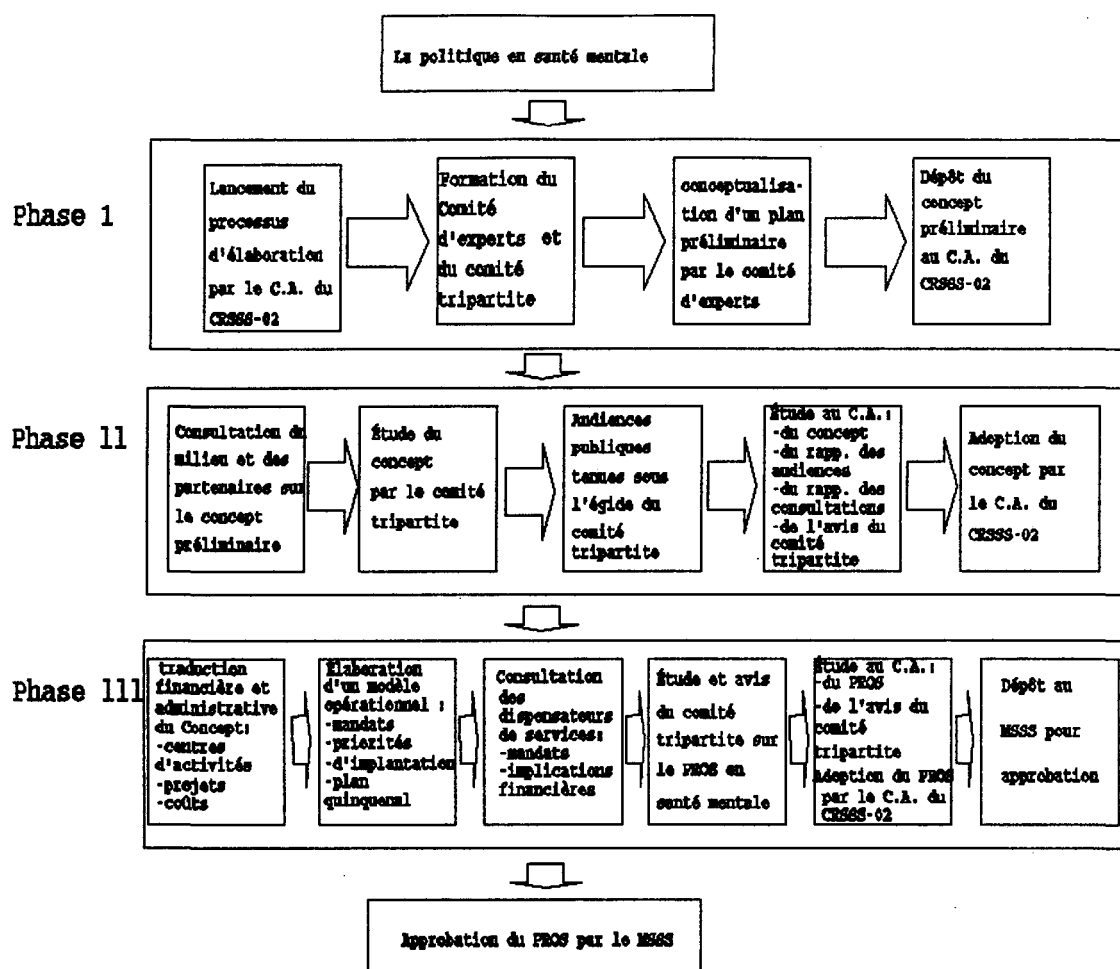 La politique en santé mentale
Phase 1
Lancement du
processus
d'élaboration
par le C.A. du
CRSSS-02
Formation du
Comité
d'experts et
du comité
tripartite
conceptualisa-
tion d'un plan
préliminaire
par le comité
d'experts
Dépôt du
concept
préliminaire
au C.A. du
CRSSS-02
Phase ll
Consultation du
milieu et des
partenaires sur
le concept
préliminaire
Étude du
concept
par le comité
tripartite
Audiences
publiques
tenues sous
l'égide du
comité
tripartite
Étude au C.A.:
-du concept
-du rapp. des
audiences
-du rapp. des
consultations
-de l'avis du
comité
tripartite
Adoption du
concept par
le C.A. du
CRSSS-02
Phase lll
traduction
financière et
administrative
du Concept:
-centres
d'activités
-projets
-coûts
Élaboration
d'un modèle
opérationnel :
-mandats
-priorités
-d'implantation
-plan
quinquenal
Consultation
des
dispensateurs
de services:
-mandats
-implications
financières
Étude et avis
du comité
tripartite sur
le PROS en
santé mentale
Étude au C.A.:
-du PROS
-de l'avis du
comité
tripartite
Adoption du PROS
par le C.A. du
CRSSS-02
Dépôt au
MSSS pour
approbation
Approbation du PROS par le MSSS